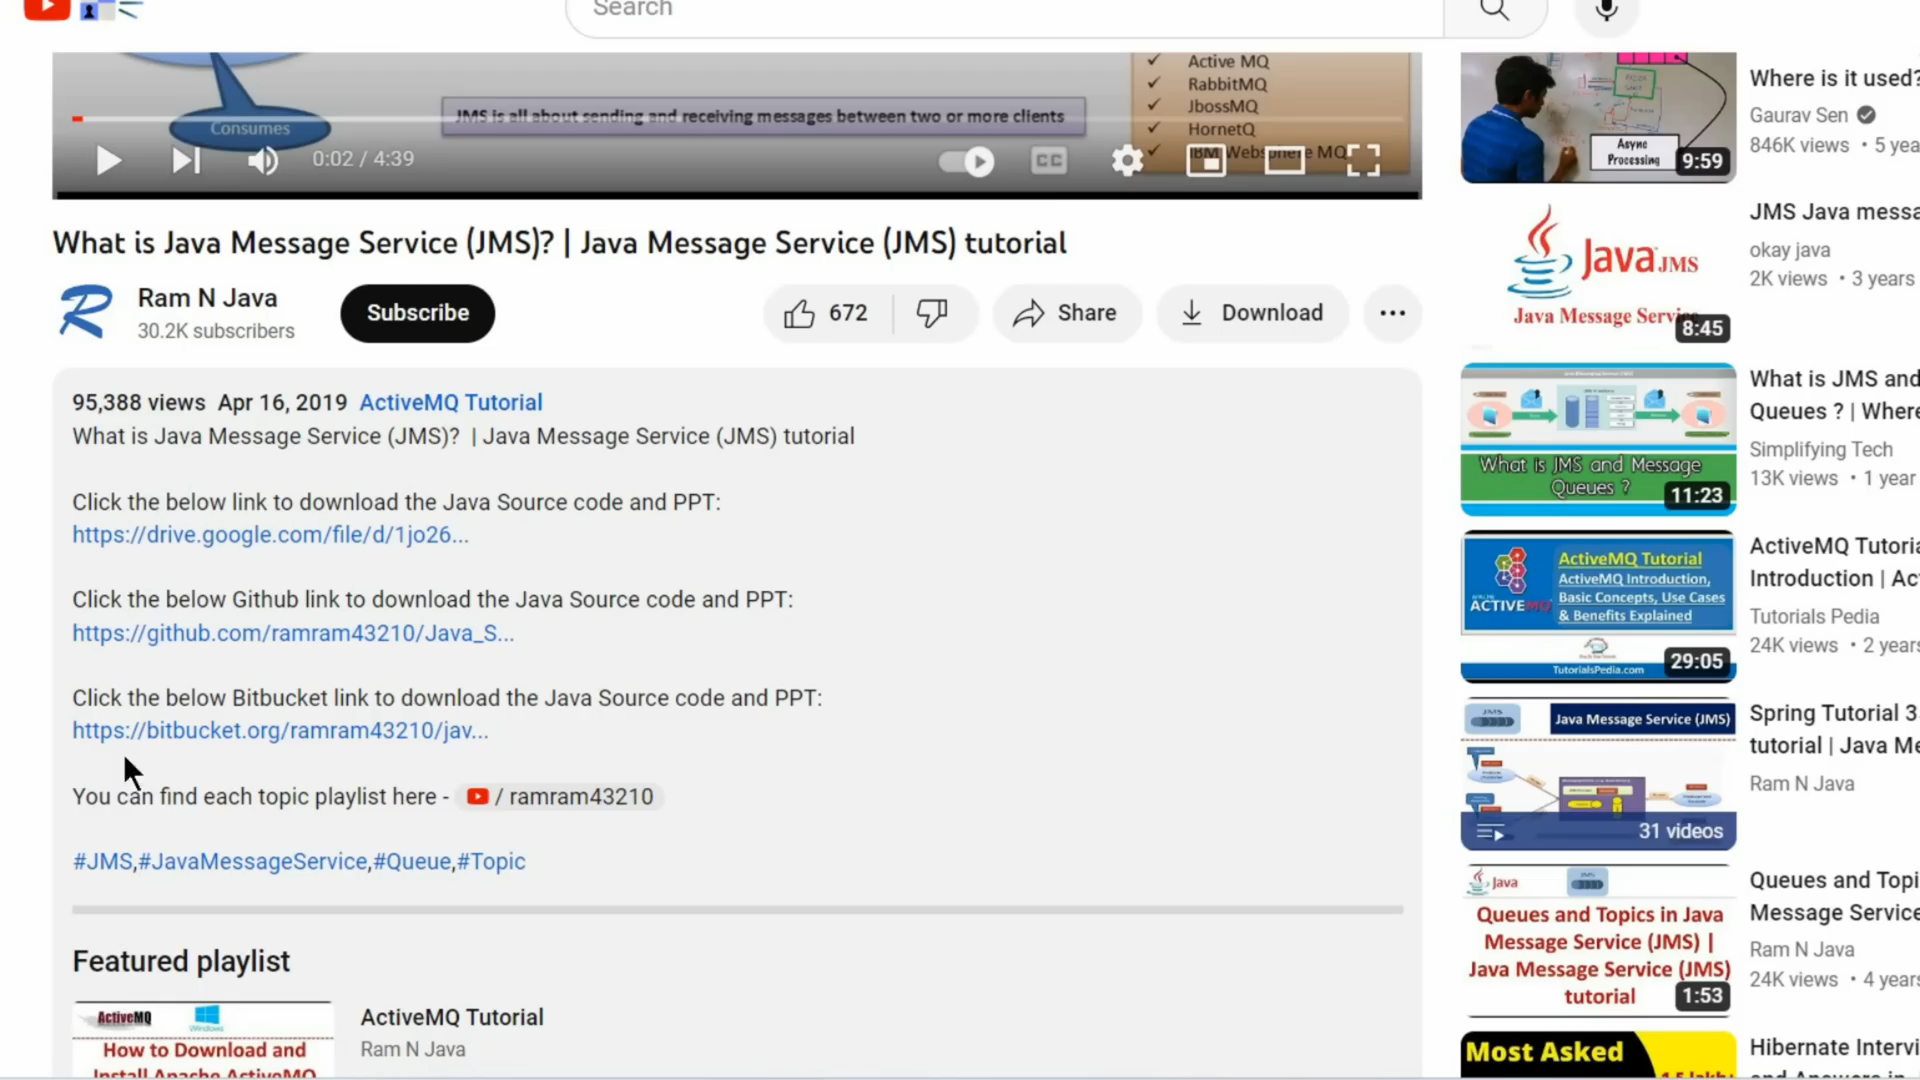 Search
Consumes
JMS is all about sending and receiving messages between two or more clients
Active MQ
RabbitMQ
JbossMQ
HornetQ
IBM Websphere MQ
0:02 / 4:39
CC
What is Java Message Service (JMS)? | Java Message Service (JMS) tutorial
Ram N Java
30.2K subscribers
Subscribe
672
Share
Download
95,388 views Apr 16, 2019 ActiveMQ Tutorial
What is Java Message Service (JMS)? | Java Message Service (JMS) tutorial
Click the below link to download the Java Source code and PPT:
https://drive.google.com/file/d/1jo26...
Click the below Github link to download the Java Source code and PPT:
https://github.com/ramram43210/Java_S...
Click the below Bitbucket link to download the Java Source code and PPT:
https://bitbucket.org/ramram43210/jav...
You can find each topic playlist here - / ramram43210
#JMS,#JavaMessageService,#Queue,#Topic
Featured playlist
ActiveMQ
Windows
How to Download and
Install Apache ActiveMQ
ActiveMQ Tutorial
Ram N Java
Async
Processing
9:59
Where is it used?
Gaurav Sen
846K views • 5 yea
Java JMS
Java Message Servic
8:45
JMS Java messa
okay java
2K views • 3 years
What is JMS and Message
Queues ?
11:23
What is JMS and
Queues ? | Where
Simplifying Tech
13K views • 1 year
ActiveMQ Tutorial
ActiveMQ Introduction,
Basic Concepts, Use Cases
& Benefits Explained
ACTIVEMQ
TutorialsPedia.com
29:05
ActiveMQ Tutoria
Introduction | Ac
Tutorials Pedia
24K views • 2 years
JMS
Java Message Service (JMS)
31 videos
Spring Tutorial 3
tutorial | Java Me
Ram N Java
Java
JMS
Queues and Topics in Java
Message Service (JMS) |
Java Message Service (JMS)
tutorial
1:53
Queues and Topi
Message Service
Ram N Java
24K views • 4 years
Most Asked
Hibernate Intervi